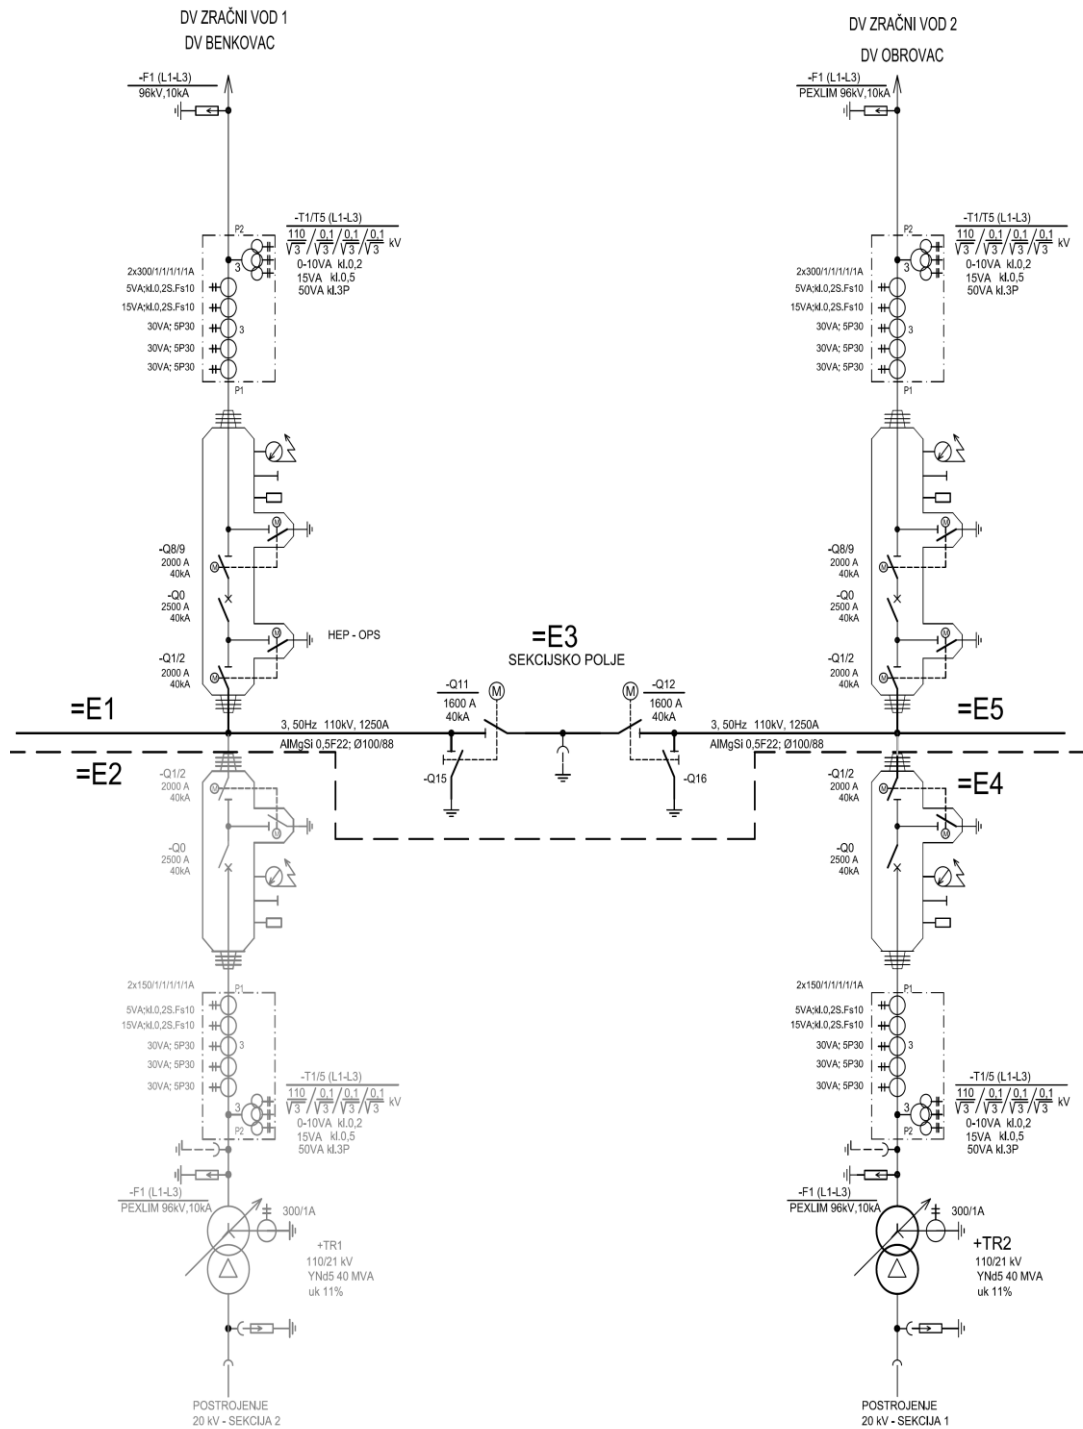 DV ZRAČNI VOD 1
DV BENKOVAC
-F1 (L1-L3)
96kV,10kA
P2
-T1/T5 (L1-L3)
110/√3 / 0,1/√3 / 0,1/√3 / 0,1/√3 kV
0-10VA kl.0,2
15VA kl.0,5
50VA kl.3P
3
2x300/1/1/1/1/1A
5VA;kl.0,2S.Fs10
15VA;kl.0,2S.Fs10
30VA; 5P30
3
30VA; 5P30
30VA; 5P30
P1
M
-Q8/9
2000 A
40kA
M
-Q0
2500 A
40kA
M
HEP - OPS
-Q1/2
2000 A
40kA
M
DV ZRAČNI VOD 2
DV OBROVAC
-F1 (L1-L3)
PEXLIM 96kV,10kA
P2
-T1/T5 (L1-L3)
110/√3 / 0,1/√3 / 0,1/√3 / 0,1/√3 kV
0-10VA kl.0,2
15VA kl.0,5
50VA kl.3P
3
2x300/1/1/1/1/1A
5VA;kl.0,2S.Fs10
15VA;kl.0,2S.Fs10
30VA; 5P30
3
30VA; 5P30
30VA; 5P30
P1
M
-Q8/9
2000 A
40kA
M
-Q0
2500 A
40kA
M
-Q1/2
2000 A
40kA
M
=E3
SEKCIJSKO POLJE
-Q11
1600 A
40kA
M
M
-Q12
1600 A
40kA
=E1
3, 50Hz 110kV, 1250A
AlMgSi 0,5F22; Ø100/88
3, 50Hz 110kV, 1250A
AlMgSi 0,5F22; Ø100/88
=E5
-Q15
-Q16
=E2
-Q1/2
2000 A
40kA
M
M
-Q0
2500 A
40kA
2x150/1/1/1/1/1A
P1
5VA;kl.0,2S.Fs10
15VA;kl.0,2S.Fs10
30VA; 5P30
3
30VA; 5P30
30VA; 5P30
-T1/5 (L1-L3)
110/√3 / 0,1/√3 / 0,1/√3 / 0,1/√3 kV
0-10VA kl.0,2
15VA kl.0,5
50VA kl.3P
3
P2
-F1 (L1-L3)
PEXLIM 96kV,10kA
300/1A
+TR1
110/21 kV
YNd5 40 MVA
uk 11%
POSTROJENJE
20 kV - SEKCIJA 2
=E4
-Q1/2
2000 A
40kA
M
M
-Q0
2500 A
40kA
2x150/1/1/1/1/1A
P1
5VA;kl.0,2S.Fs10
15VA;kl.0,2S.Fs10
30VA; 5P30
3
30VA; 5P30
30VA; 5P30
-T1/5 (L1-L3)
110/√3 / 0,1/√3 / 0,1/√3 / 0,1/√3 kV
0-10VA kl.0,2
15VA kl.0,5
50VA kl.3P
3
P2
-F1 (L1-L3)
PEXLIM 96kV,10kA
300/1A
+TR2
110/21 kV
YNd5 40 MVA
uk 11%
POSTROJENJE
20 kV - SEKCIJA 1